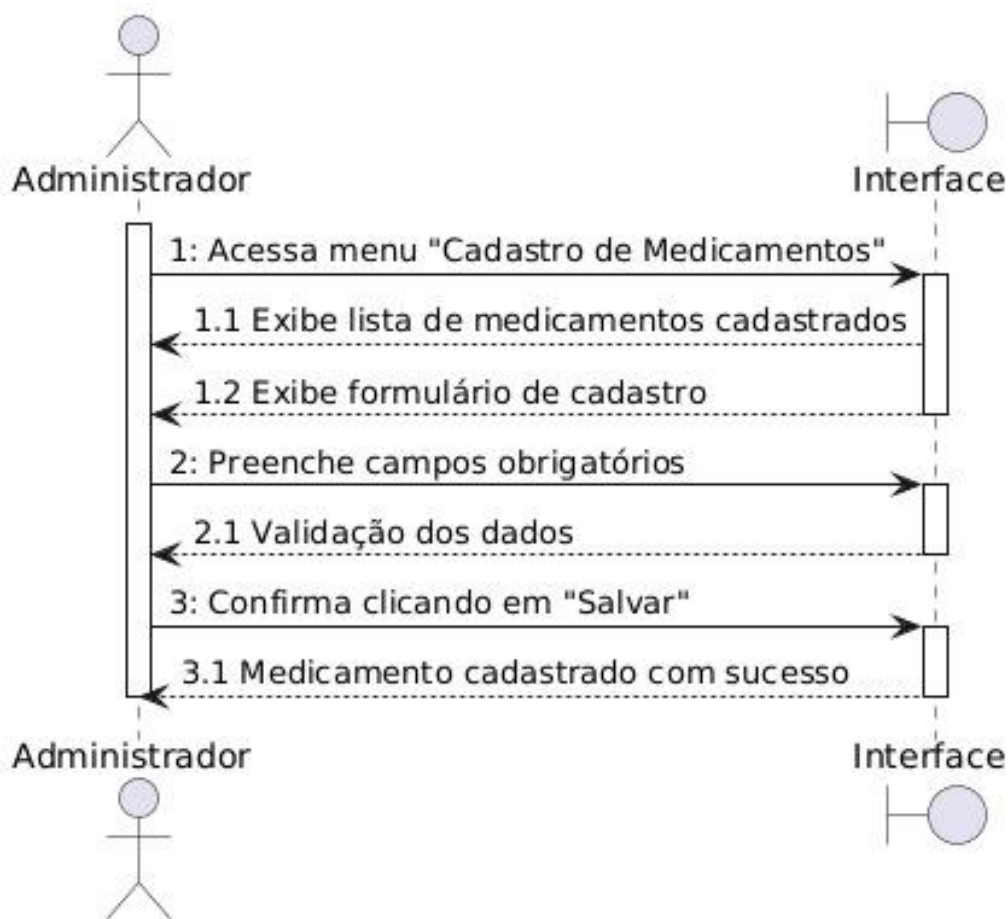 Administrador
Interface
1: Acessa menu "Cadastro de Medicamentos"
1.1 Exibe lista de medicamentos cadastrados
1.2 Exibe formulário de cadastro
2: Preenche campos obrigatórios
2.1 Validação dos dados
3: Confirma clicando em "Salvar"
3.1 Medicamento cadastrado com sucesso
Administrador
Interface